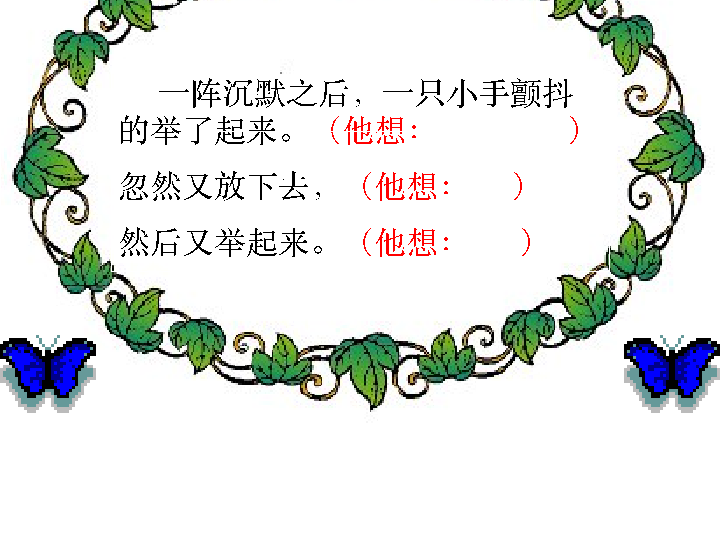 一阵沉默之后，一只小手颤抖
的举了起来。（他想：　　　　）
忽然又放下去，（他想：　　）
然后又举起来。（他想：　　）